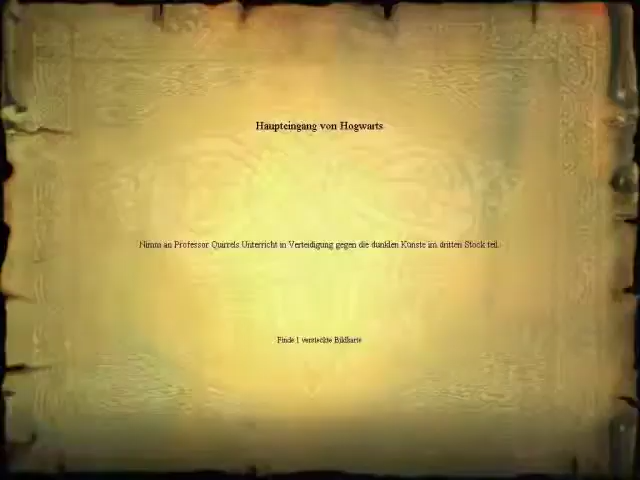 Haupteingang von Hogwarts
Nimm an Professor Quirrels Unterricht in Verteidigung gegen die dunklen Künste im dritten Stock teil.
Finde 1 versteckte Bildkarte